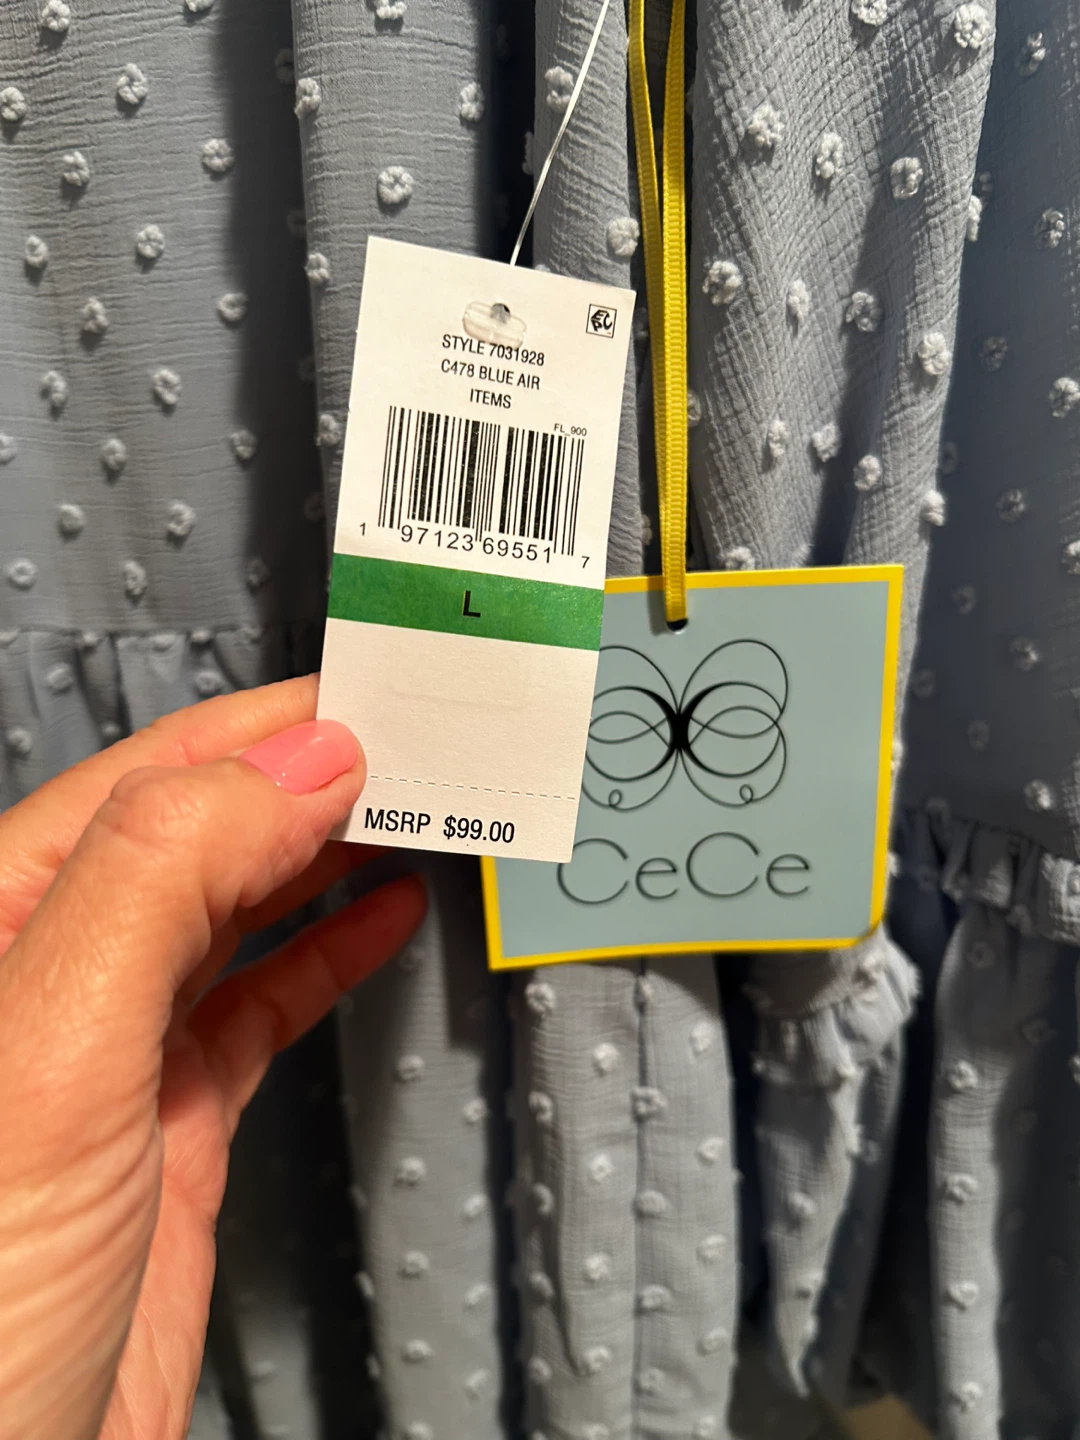 STYLE 7031928
C478 BLUE AIR
ITEMS
FL_900
1 97123 69551 7
L
MSRP $99.00
CeCe